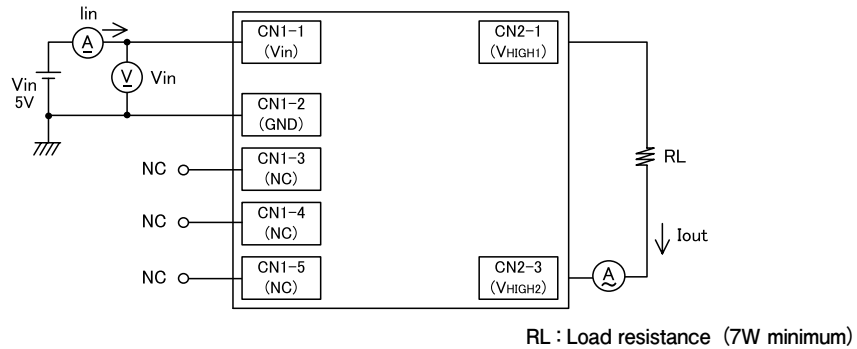 Iin
A
V
Vin
Vin
5V
CN1-1
(Vin)
CN1-2
(GND)
NC
CN1-3
(NC)
NC
CN1-4
(NC)
NC
CN1-5
(NC)
CN2-1
(VHIGH1)
RL
Iout
CN2-3
(VHIGH2)
A
RL : Load resistance (7W minimum)